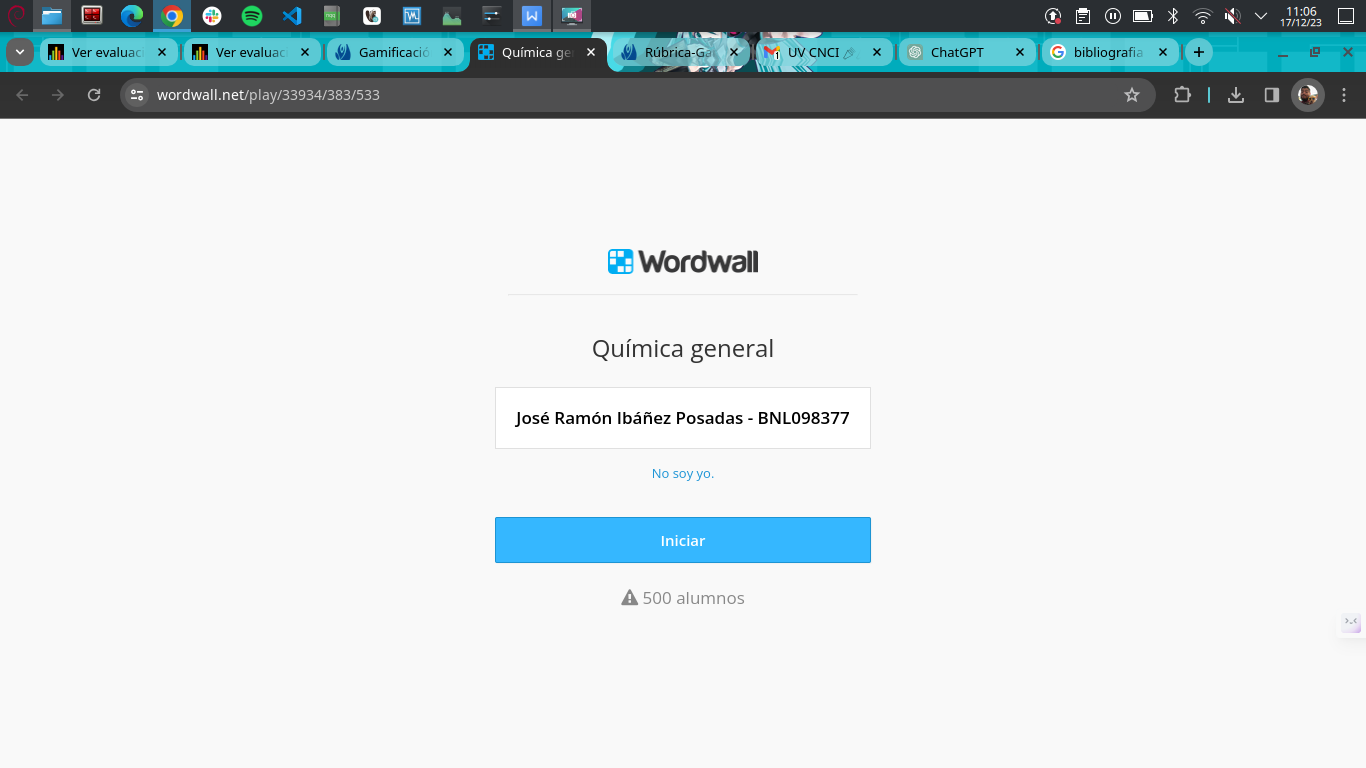 11:06
17/12/23
Ver evaluac
Ver evaluac
Gamificació
Química ge
Rúbrica-Ga
UV CNCI
ChatGPT
bibliografia
wordwall.net/play/33934/383/533
Wordwall
Química general
José Ramón Ibáñez Posadas - BNL098377
No soy yo.
Iniciar
500 alumnos